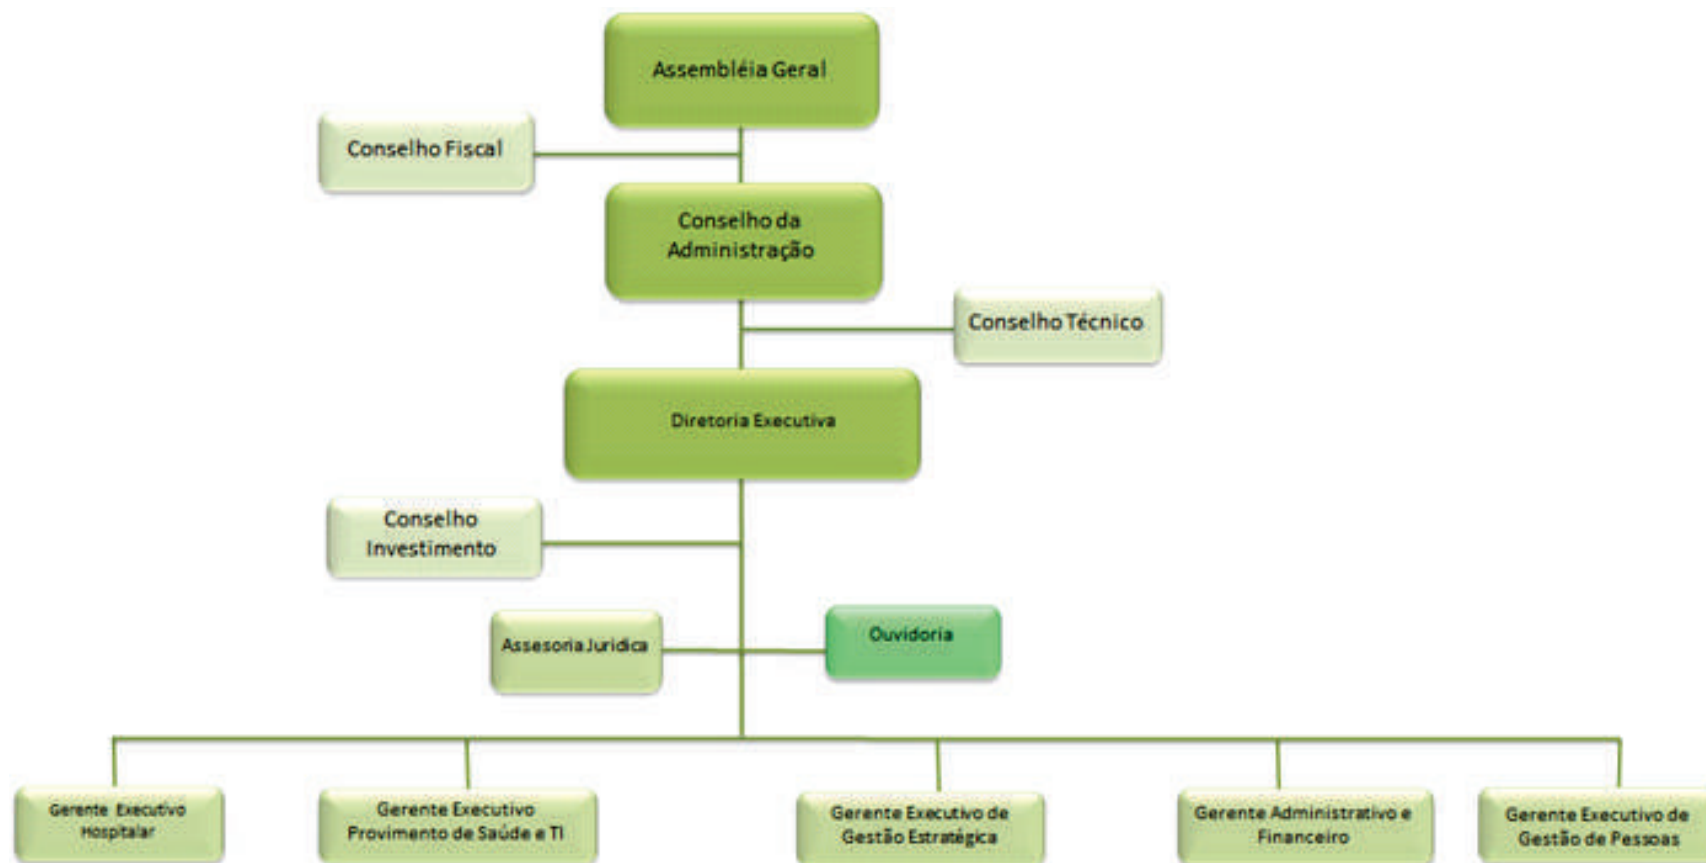 Assembléia Geral
Conselho Fiscal
Conselho da
Administração
Conselho Técnico
Diretoria Executiva
Conselho
Investimento
Assesoria Juridica
Ouvidoria
Gerente Executivo
Hospitalar
Gerente Executivo
Provimento de Saúde e TI
Gerente Executivo de
Gestão Estratégica
Gerente Administrativo e
Financeiro
Gerente Executivo de
Gestão de Pessoas